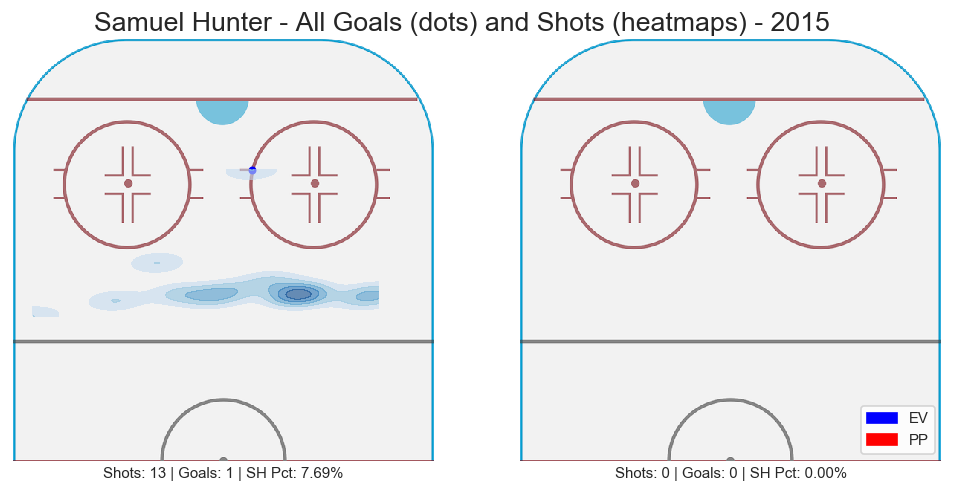 Samuel Hunter - All Goals (dots) and Shots (heatmaps) - 2015
EV
PP
Shots: 13 | Goals: 1 | SH Pct: 7.69%
Shots: 0 | Goals: 0 | SH Pct: 0.00%